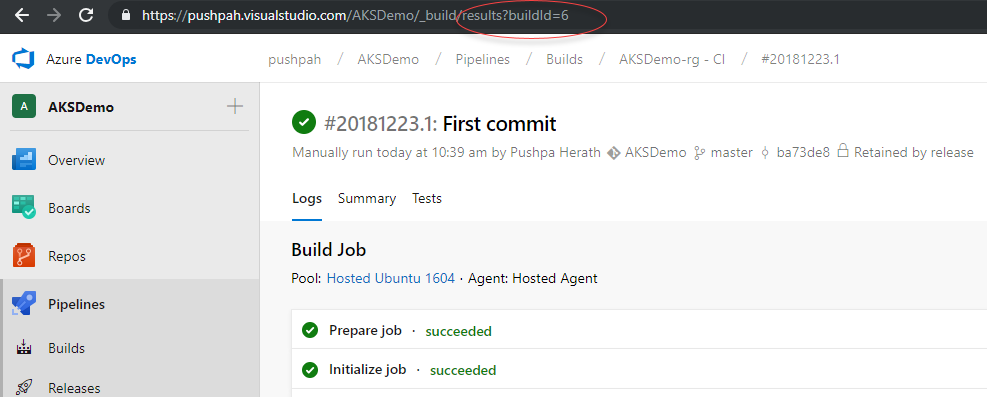 https://pushpah.visualstudio.com/AKSDemo/_build/results?buildId=6
Azure DevOps
pushpah / AKSDemo / Pipelines / Builds / AKSDemo-rg - CI / #20181223.1
A AKSDemo
#20181223.1: First commit
Manually run today at 10:39 am by Pushpa Herath AKSDemo master ba73de8 Retained by release
Overview
Boards
Repos
Pipelines
Builds
Releases
Logs Summary Tests
Build Job
Pool: Hosted Ubuntu 1604 · Agent: Hosted Agent
Prepare job · succeeded
Initialize job · succeeded